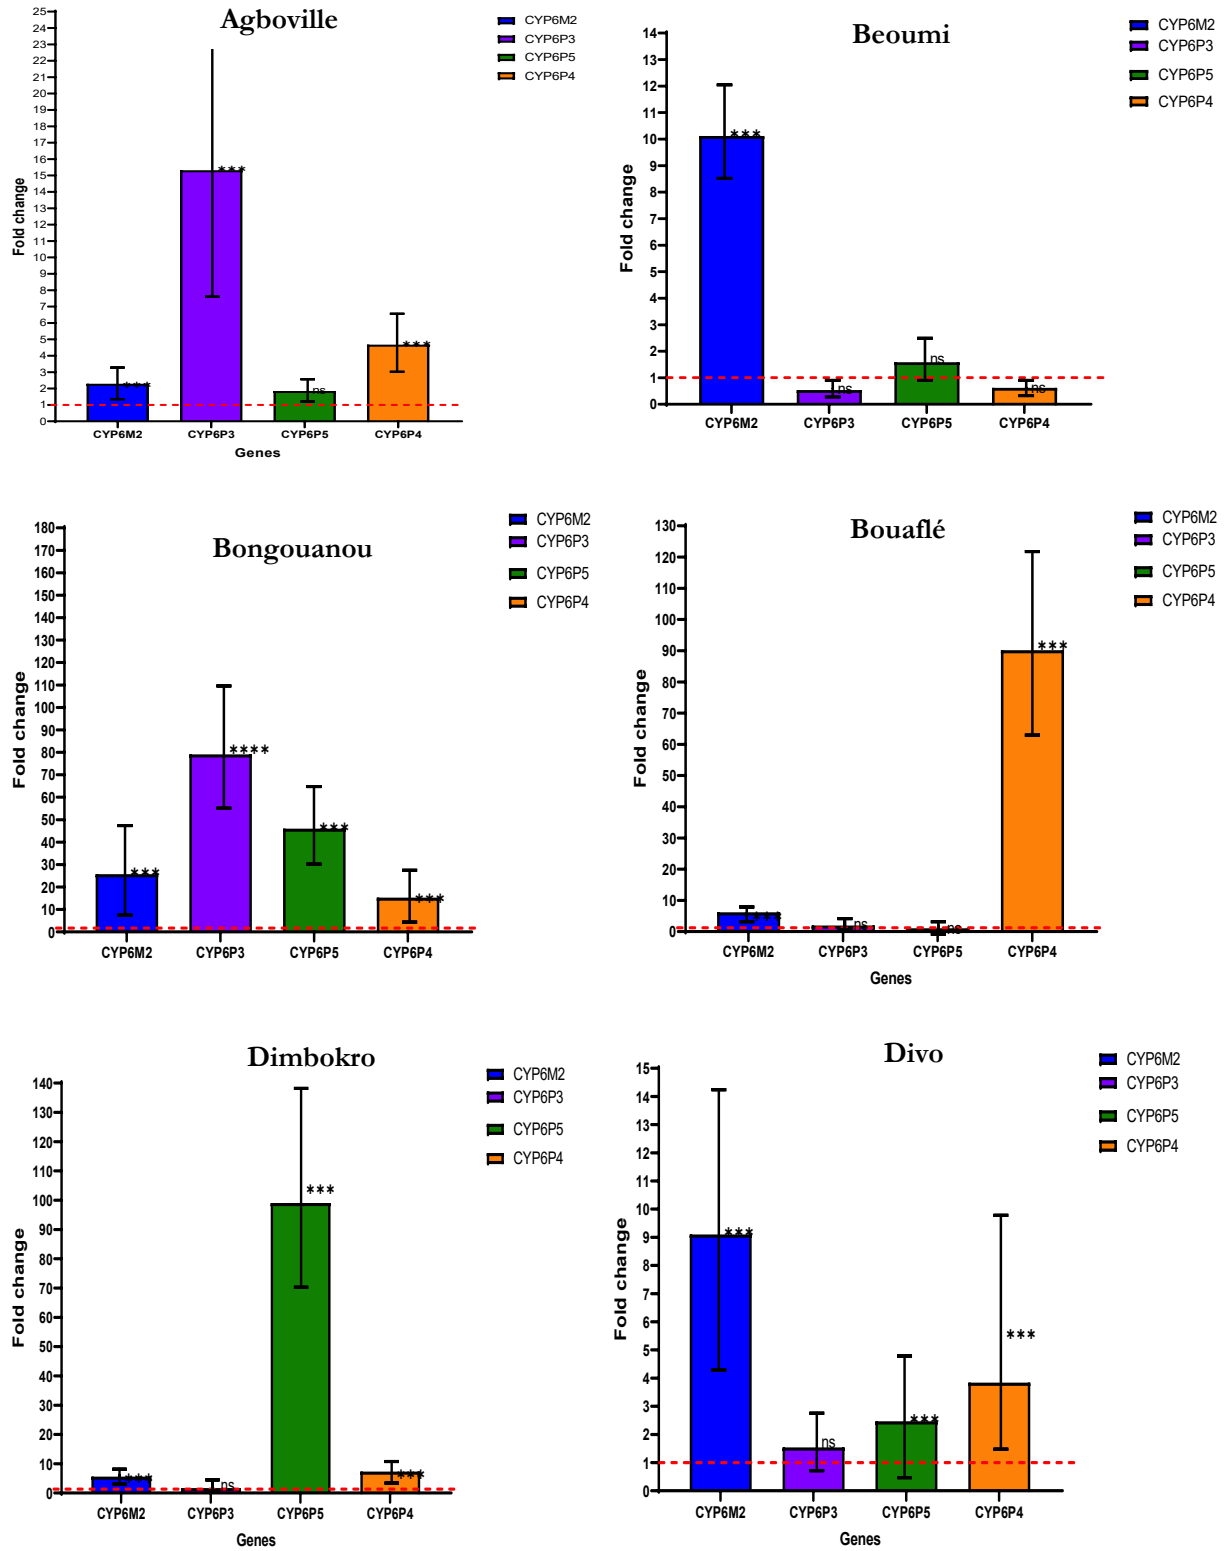 Agboville
CYP6M2
CYP6P3
CYP6P5
CYP6P4
Fold change
25
24
23
22
21
20
19
18
17
16
15
14
13
12
11
10
9
8
7
6
5
4
3
2
1
0
***
***
ns
***
CYP6M2 CYP6P3 CYP6P5 CYP6P4
Genes
Beoumi
CYP6M2
CYP6P3
CYP6P5
CYP6P4
Fold change
14
13
12
11
10
9
8
7
6
5
4
3
2
1
0
***
ns
ns
ns
CYP6M2 CYP6P3 CYP6P5 CYP6P4
Bongouanou
CYP6M2
CYP6P3
CYP6P5
CYP6P4
Fold change
180
170
160
150
140
130
120
110
100
90
80
70
60
50
40
30
20
10
0
***
****
***
***
CYP6M2 CYP6P3 CYP6P5 CYP6P4
Bouaflé
CYP6M2
CYP6P3
CYP6P5
CYP6P4
Fold change
130
120
110
100
90
80
70
60
50
40
30
20
10
0
***
ns
ns
***
CYP6M2 CYP6P3 CYP6P5 CYP6P4
Genes
Dimbokro
CYP6M2
CYP6P3
CYP6P5
CYP6P4
Fold change
140
130
120
110
100
90
80
70
60
50
40
30
20
10
0
***
ns
***
***
CYP6M2 CYP6P3 CYP6P5 CYP6P4
Genes
Divo
CYP6M2
CYP6P3
CYP6P5
CYP6P4
Fold change
15
14
13
12
11
10
9
8
7
6
5
4
3
2
1
0
***
ns
***
***
CYP6M2 CYP6P3 CYP6P5 CYP6P4
Genes